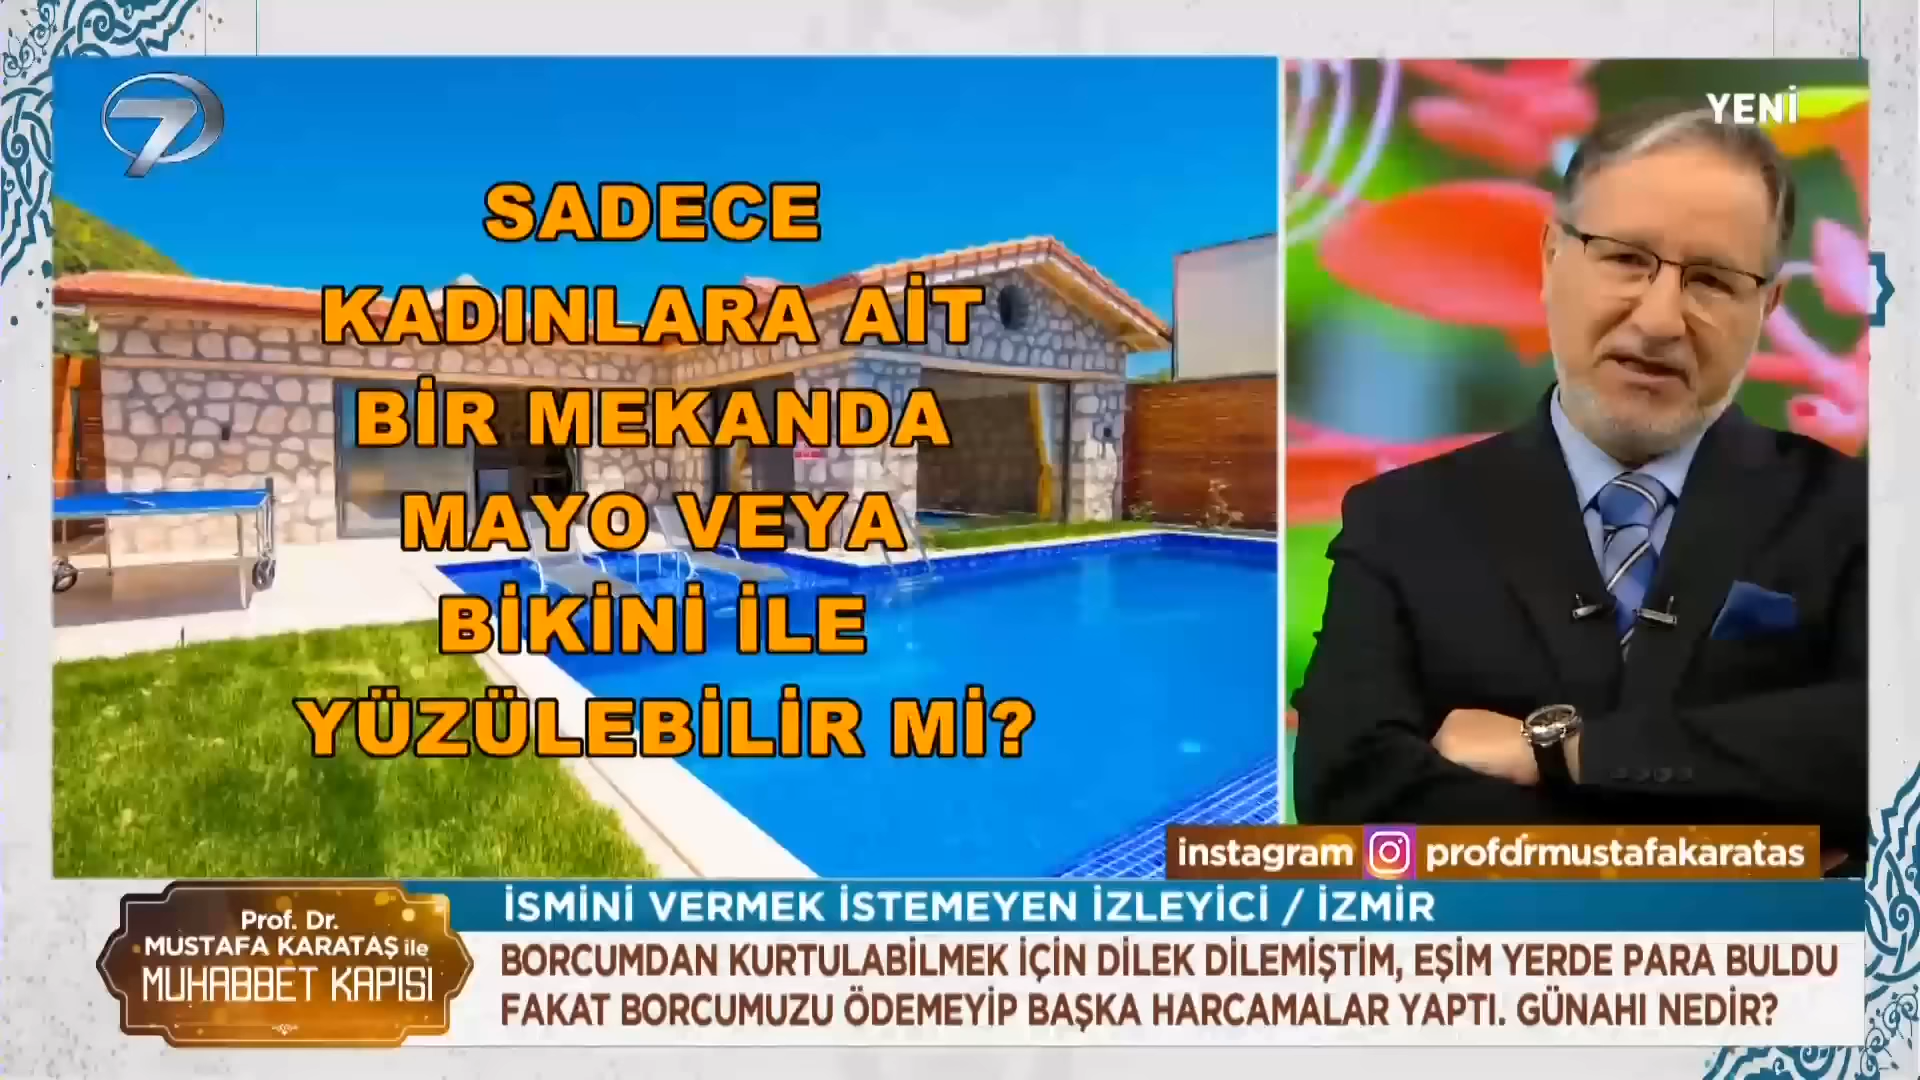 7
YENİ
SADECE
KADINLARA AİT
BİR MEKANDA
MAYO VEYA
BİKİNİ İLE
YÜZÜLEBİLİR Mİ?
instagram profdrmustafakaratas
Prof. Dr.
MUSTAFA KARATAŞ ile
MUHABBET KAPISI
İSMİNİ VERMEK İSTEMEYEN İZLEYİCİ / İZMİR
BORCUMDAN KURTULABİLMEK İÇİN DİLEK DİLEMİŞTİM, EŞİM YERDE PARA BULDU
FAKAT BORCUMUZU ÖDEMEYİP BAŞKA HARCAMALAR YAPTI. GÜNAHI NEDİR?